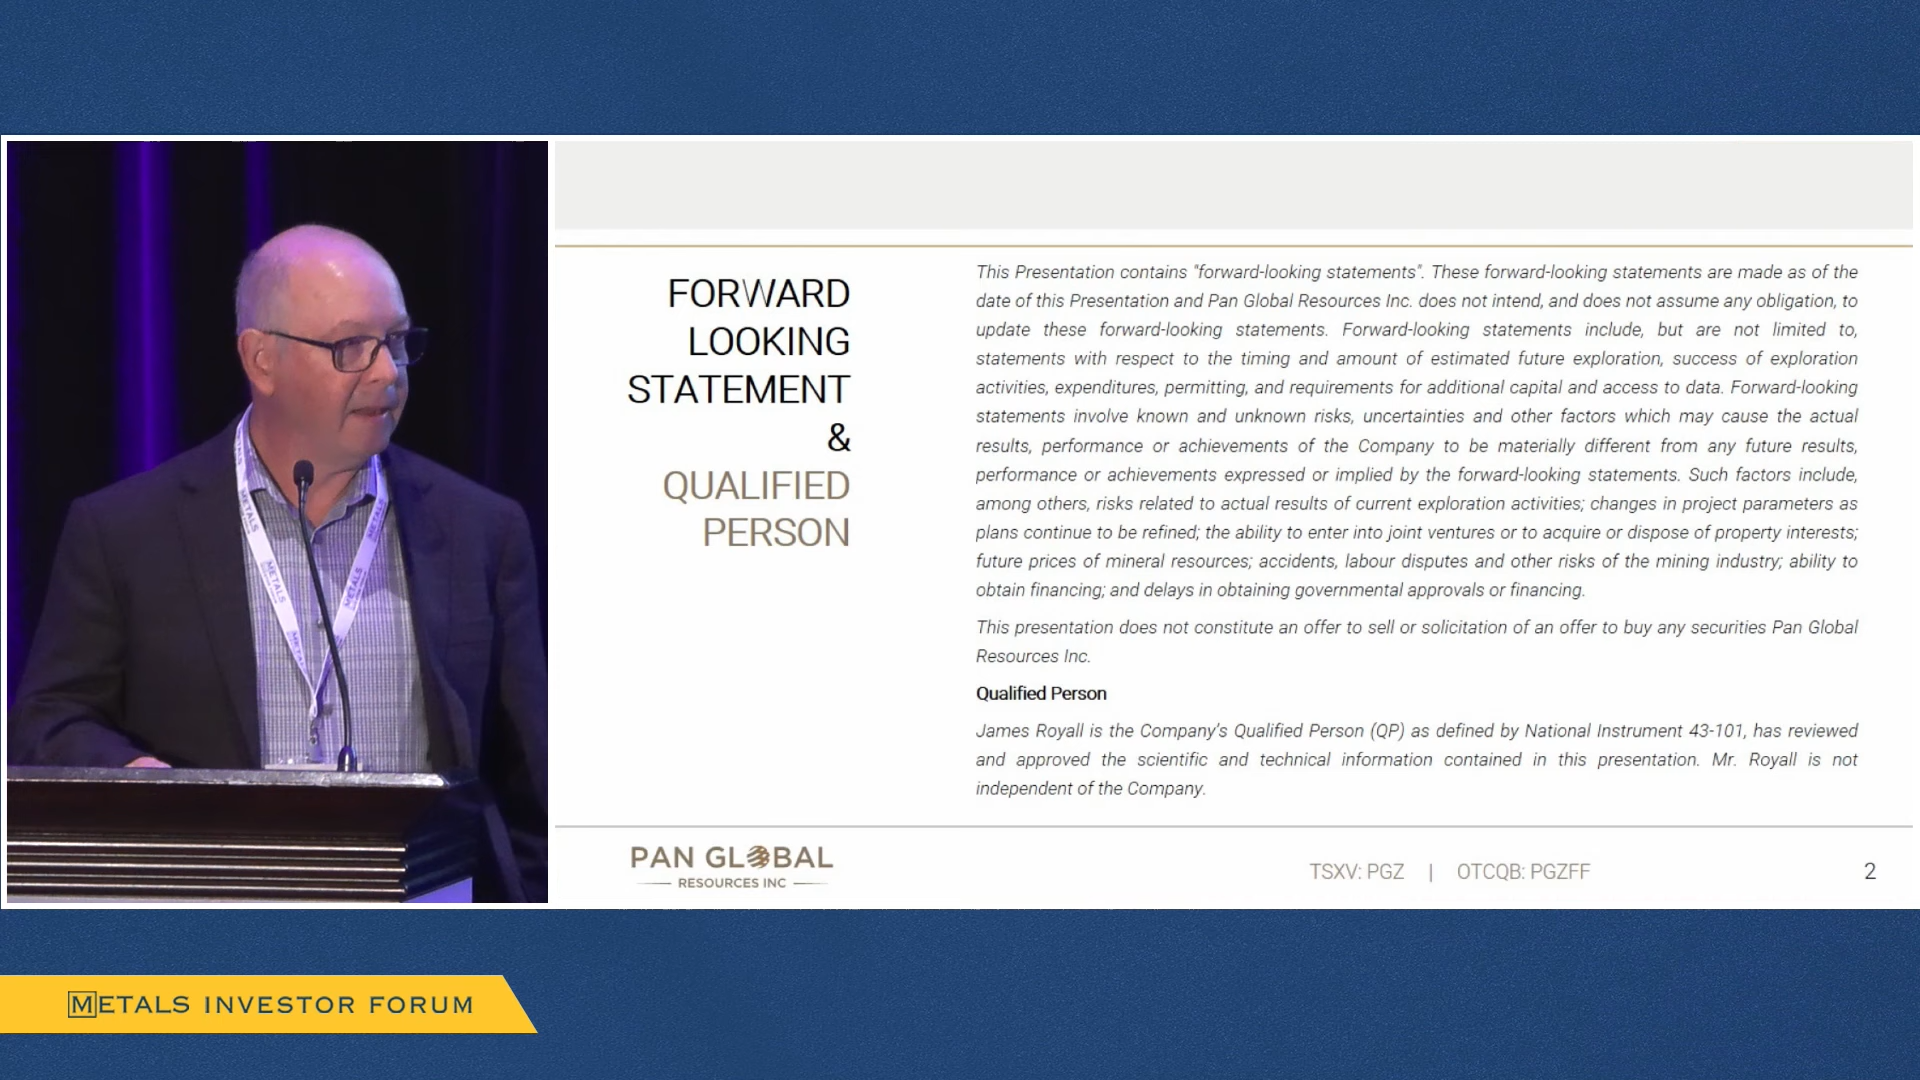 FORWARD
LOOKING
STATEMENT
&
QUALIFIED
PERSON
This Presentation contains "forward-looking statements". These forward-looking statements are made as of the
date of this Presentation and Pan Global Resources Inc. does not intend, and does not assume any obligation, to
update these forward-looking statements. Forward-looking statements include, but are not limited to,
statements with respect to the timing and amount of estimated future exploration, success of exploration
activities, expenditures, permitting, and requirements for additional capital and access to data. Forward-looking
statements involve known and unknown risks, uncertainties and other factors which may cause the actual
results, performance or achievements of the Company to be materially different from any future results,
performance or achievements expressed or implied by the forward-looking statements. Such factors include,
among others, risks related to actual results of current exploration activities; changes in project parameters as
plans continue to be refined; the ability to enter into joint ventures or to acquire or dispose of property interests;
future prices of mineral resources; accidents, labour disputes and other risks of the mining industry; ability to
obtain financing; and delays in obtaining governmental approvals or financing.
This presentation does not constitute an offer to sell or solicitation of an offer to buy any securities Pan Global
Resources Inc.
Qualified Person
James Royall is the Company's Qualified Person (QP) as defined by National Instrument 43-101, has reviewed
and approved the scientific and technical information contained in this presentation. Mr. Royall is not
independent of the Company.
PAN GLOBAL
RESOURCES INC
TSXV: PGZ | OTCQB: PGZFF
2
METALS
METALS
METALS
METALS
METALS INVESTOR FORUM